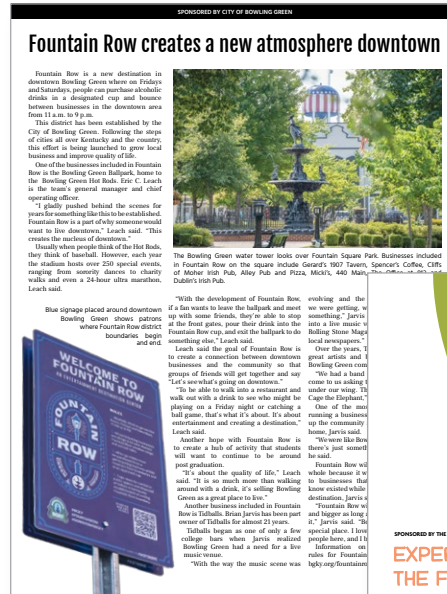 SPONSORED BY CITY OF BOWLING GREEN
Fountain Row creates a new atmosphere downtown
Fountain Row is a new destination in
downtown Bowling Green where on Fridays
and Saturdays, people can purchase alcoholic
drinks in a designated cup and bounce
between businesses in the downtown area
from 11 a.m. to 9 p.m.
This district has been established by the
City of Bowling Green. Following the steps
of cities all over Kentucky and the country,
this effort is being launched to grow local
business and improve quality of life.
One of the businesses included in Fountain
Row is the Bowling Green Ballpark, home to
the Bowling Green Hot Rods. Eric C. Leach
is the team's general manager and chief
operating officer.
"I gladly pushed behind the scenes for
years for something like this to be established.
Fountain Row is a part of why someone would
want to live downtown," Leach said. "This
creates the nucleus of downtown."
Usually when people think of the Hot Rods,
they think of baseball. However, each year
the stadium hosts over 250 special events,
ranging from sorority dances to charity
walks and even a 24-hour ultra marathon,
Leach said.
The Bowling Green water tower looks over Fountain Square Park. Businesses included
in Fountain Row on the square include Gerard's 1907 Tavern, Spencer's Coffee, Cliffs
of Moher Irish Pub, Alley Pub and Pizza, Micki's, 440 Main,
Dublin's Irish Pub.
Blue signage placed around downtown
Bowling Green shows patrons
where Fountain Row district
boundaries begin
and end.
WELCOME TO
FOUNTAIN ROW
FOUNTAIN
ROW
"With the development of Fountain Row,
if a fan wants to leave the ballpark and meet
up with some friends, they're able to stop
at the front gates, pour their drink into the
Fountain Row cup, and exit the ballpark to do
something else," Leach said.
Leach said the goal of Fountain Row is
to create a connection between downtown
businesses and the community so that
groups of friends will get together and say
"Let's see what's going on downtown."
"To be able to walk into a restaurant and
walk out with a drink to see who might be
playing on a Friday night or catching a
ball game, that's what it's about. It's about
entertainment and creating a destination,"
Leach said.
Another hope with Fountain Row is
to create a hub of activity that students
will want to continue to be around
post graduation.
"It's about the quality of life," Leach
said. "It is so much more than walking
around with a drink, it's selling Bowling
Green as a great place to live."
Another business included in Fountain
Row is Tidballs. Brian Jarvis has been part
owner of Tidballs for almost 21 years.
Tidballs began as one of only a few
college bars when Jarvis realized
Bowling Green had a need for a live
music venue.
"With the way the music scene was
evolving and the
we were getting, w
something," Jarvis
into a live music v
Rolling Stone Maga
local newspapers."
Over the years, T
great artists and
Bowling Green com
"We had a band
come to us asking t
under our wing. Th
Cage the Elephant,"
One of the mos
running a business
up the community
home, Jarvis said.
"We were like Bow
there's just somet
he said.
Fountain Row wil
whole because it w
to businesses that
know existed while
destination, Jarvis s
"Fountain Row w
and bigger as long a
it," Jarvis said. "Bo
special place. I lov
people here, and I b
Information on
rules for Fountain
bgky.org/fountainro
SPONSORED BY THE
EXPE
THE F